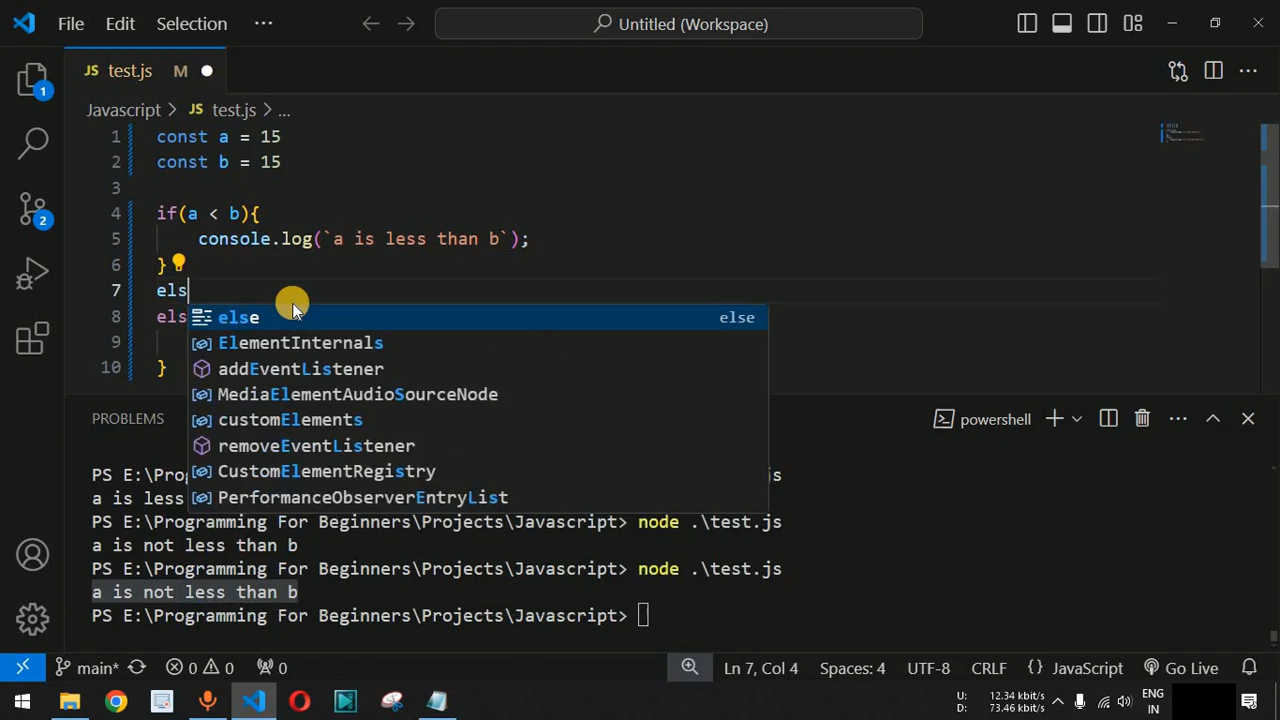 File Edit Selection ··· Untitled (Workspace)
JS test.js M
Javascript > JS test.js > ...
1 const a = 15
2 const b = 15
3
4 if(a < b){
5 console.log(`a is less than b`);
6 }
7 els
8 els
9
10 }
else else
ElementInternals
addEventListener
MediaElementAudioSourceNode
customElements
removeEventListener
CustomElementRegistry
PerformanceObserverEntryList
1
2
PROBLEMS powershell
PS E:\ js
a is less
PS E:\Programming For Beginners\Projects\Javascript> node .\test.js
a is not less than b
PS E:\Programming For Beginners\Projects\Javascript> node .\test.js
a is not less than b
PS E:\Programming For Beginners\Projects\Javascript>
main* 0 0 0 Ln 7, Col 4 Spaces: 4 UTF-8 CRLF {} JavaScript Go Live
U: 12.34 kbit/s ENG
D: 73.46 kbit/s IN